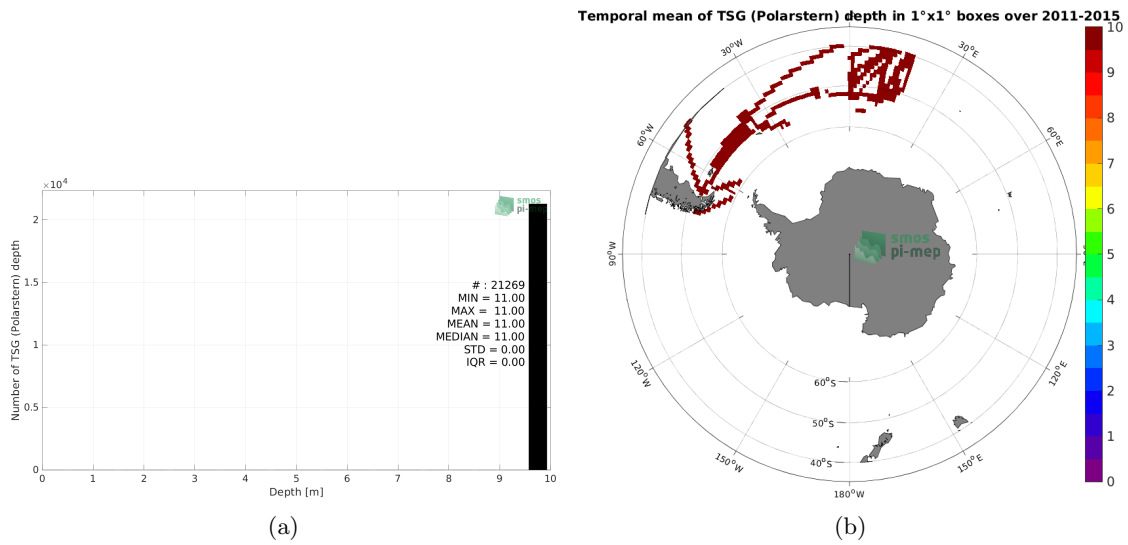 Temporal mean of TSG (Polarstern) depth in 1°x1° boxes over 2011-2015
×10⁴
2
1.5
1
0.5
0
Number of TSG (Polarstern) depth
smos
pi-mep
# : 21269
MIN = 11.00
MAX = 11.00
MEAN = 11.00
MEDIAN = 11.00
STD = 0.00
IQR = 0.00
0 1 2 3 4 5 6 7 8 9 10
Depth [m]
(a)
30°W
30°E
60°W
60°E
90°W
120°W
120°E
150°W
150°E
180°W
60°S
50°S
40°S
smos
pi-mep
10
9
8
7
6
5
4
3
2
1
0
(b)